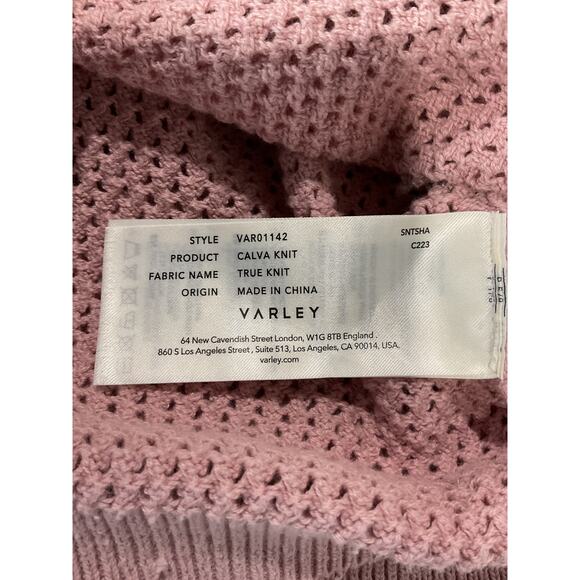 STYLE VAR01142 SNTSHA
PRODUCT CALVA KNIT C223
FABRIC NAME TRUE KNIT
ORIGIN MADE IN CHINA
VARLEY
64 New Cavendish Street London, W1G 8TB England .
860 S Los Angeles Street , Suite 513, Los Angeles, CA 90014, USA.
varley.com